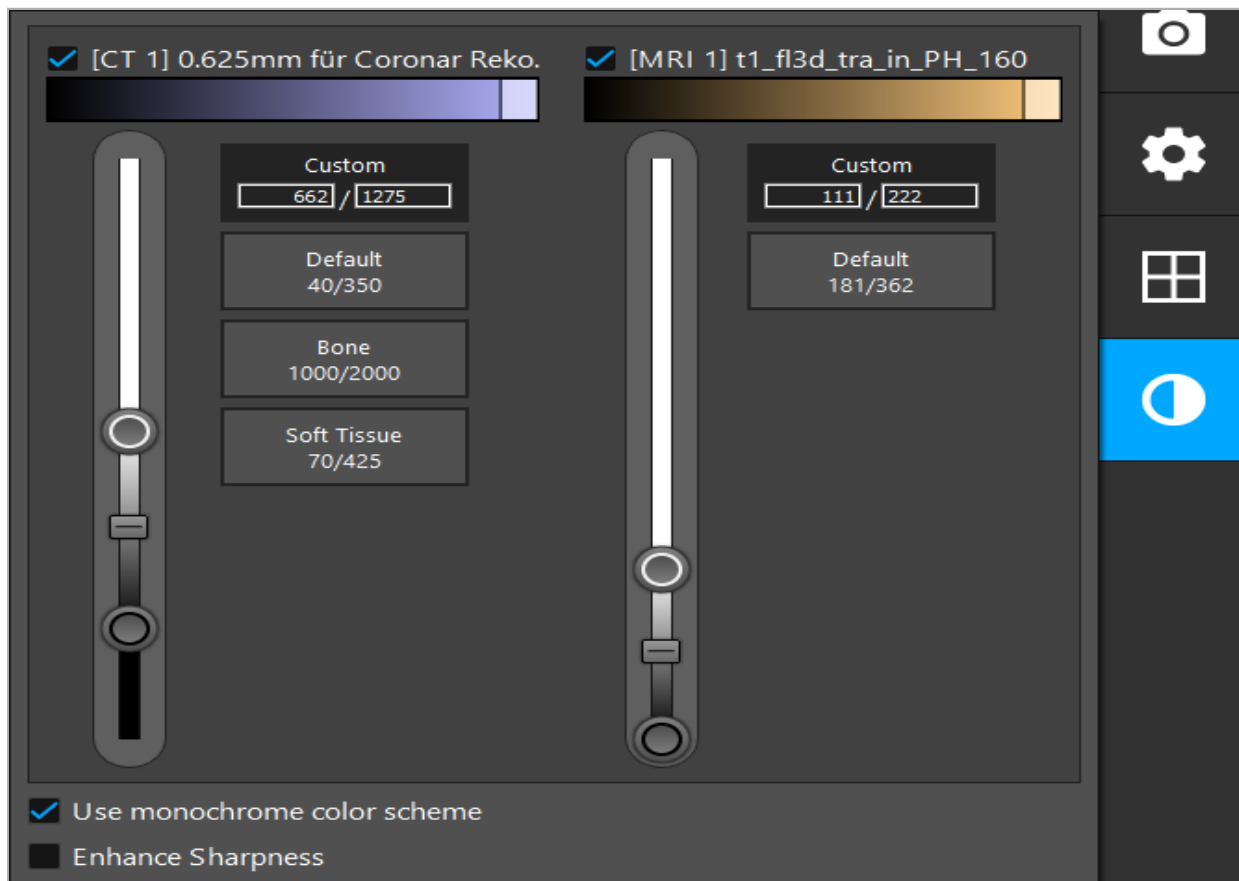 [CT 1] 0.625mm für Coronar Reko.
Custom
662 / 1275
Default
40/350
Bone
1000/2000
Soft Tissue
70/425
[MRI 1] t1_fl3d_tra_in_PH_160
Custom
111 / 222
Default
181/362
Use monochrome color scheme
Enhance Sharpness